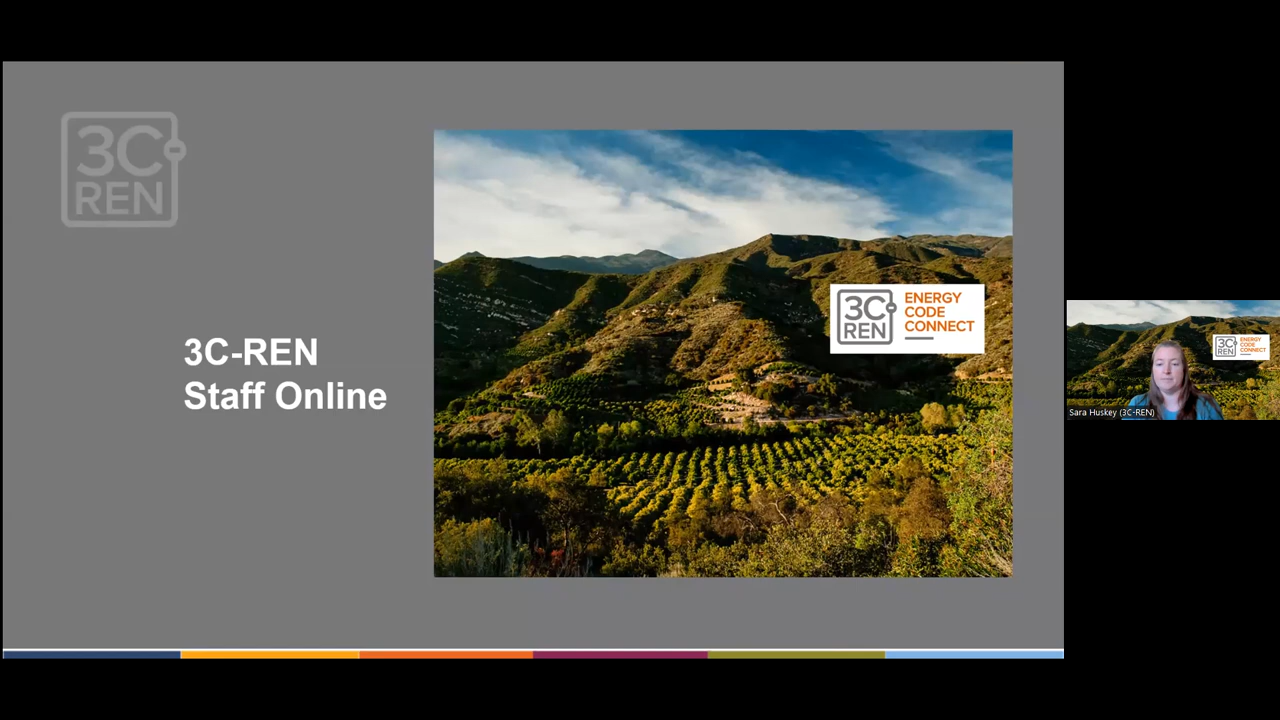 3C
REN
3C-REN
Staff Online
3C
REN
ENERGY
CODE
CONNECT
3C
REN
ENERGY
CODE
CONNECT
Sara Huskey (3C-REN)